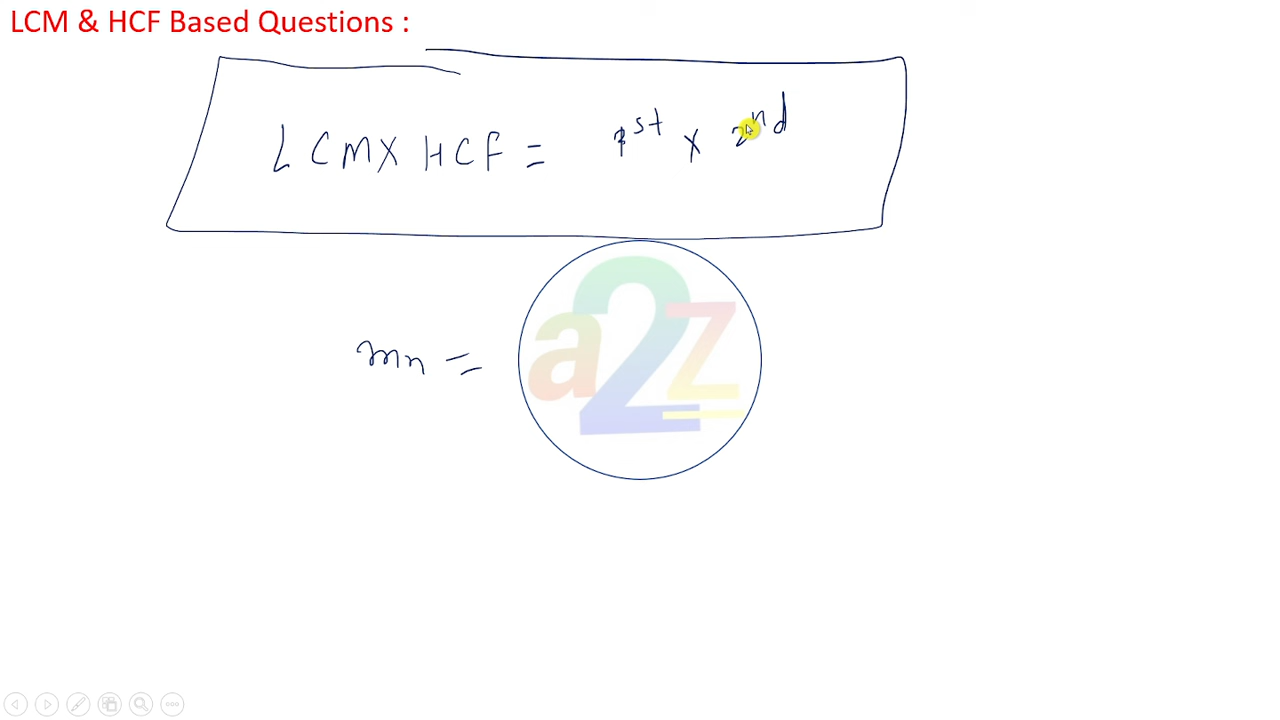 LCM & HCF Based Questions :
LCM X HCF = 1st X 2nd
mn =
a2z